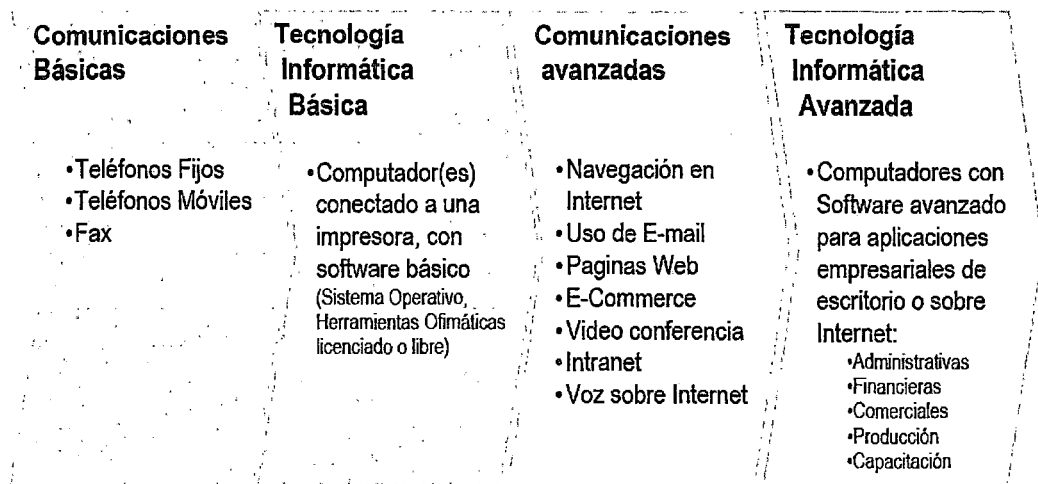 Comunicaciones
Básicas
•Teléfonos Fijos
•Teléfonos Móviles
•Fax
Tecnología
Informática
Básica
•Computador(es)
conectado a una
impresora, con
software básico
(Sistema Operativo,
Herramientas Ofimáticas
licenciado o libre)
Comunicaciones
avanzadas
•Navegación en
Internet
•Uso de E-mail
•Paginas Web
•E-Commerce
•Video conferencia
•Intranet
•Voz sobre Internet
Tecnología
Informática
Avanzada
•Computadores con
Software avanzado
para aplicaciones
empresariales de
escritorio o sobre
Internet:
•Administrativas
•Financieras
•Comerciales
•Producción
•Capacitación